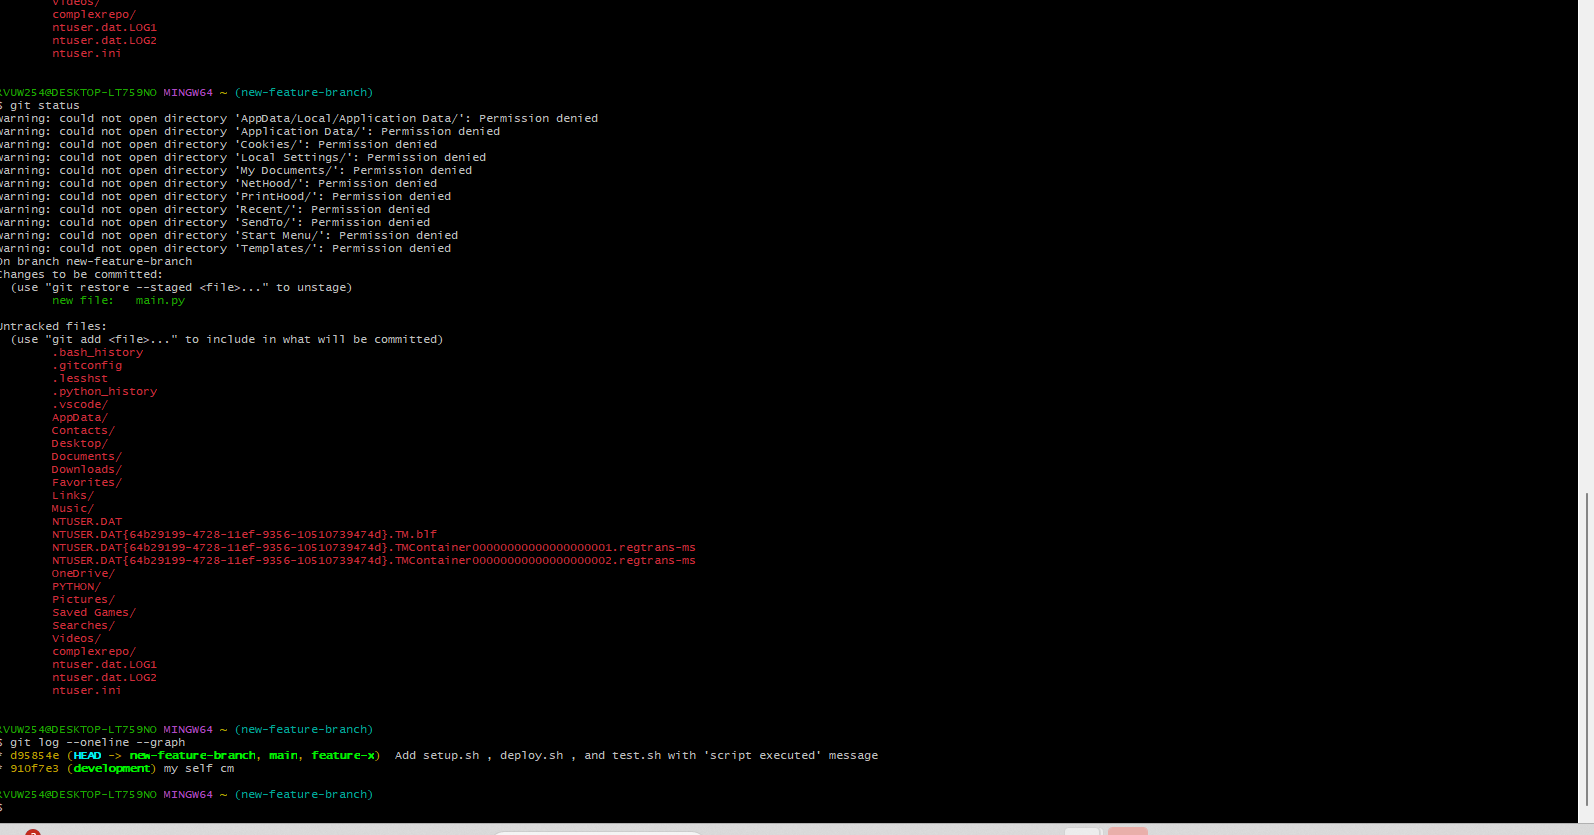 videos/
complexrepo/
ntuser.dat.LOG1
ntuser.dat.LOG2
ntuser.ini
RVUW254@DESKTOP-LT759NO MINGW64 ~ (new-feature-branch)
$ git status
warning: could not open directory 'AppData/Local/Application Data/': Permission denied
warning: could not open directory 'Application Data/': Permission denied
warning: could not open directory 'Cookies/': Permission denied
warning: could not open directory 'Local Settings/': Permission denied
warning: could not open directory 'My Documents/': Permission denied
warning: could not open directory 'NetHood/': Permission denied
warning: could not open directory 'PrintHood/': Permission denied
warning: could not open directory 'Recent/': Permission denied
warning: could not open directory 'SendTo/': Permission denied
warning: could not open directory 'Start Menu/': Permission denied
warning: could not open directory 'Templates/': Permission denied
On branch new-feature-branch
Changes to be committed:
  (use "git restore --staged <file>..." to unstage)
new file:   main.py
Untracked files:
  (use "git add <file>..." to include in what will be committed)
.bash_history
.gitconfig
.lesshst
.python_history
.vscode/
AppData/
Contacts/
Desktop/
Documents/
Downloads/
Favorites/
Links/
Music/
NTUSER.DAT
NTUSER.DAT{64b29199-4728-11ef-9356-10510739474d}.TM.blf
NTUSER.DAT{64b29199-4728-11ef-9356-10510739474d}.TMContainer00000000000000000001.regtrans-ms
NTUSER.DAT{64b29199-4728-11ef-9356-10510739474d}.TMContainer00000000000000000002.regtrans-ms
OneDrive/
PYTHON/
Pictures/
Saved Games/
Searches/
Videos/
complexrepo/
ntuser.dat.LOG1
ntuser.dat.LOG2
ntuser.ini
RVUW254@DESKTOP-LT759NO MINGW64 ~ (new-feature-branch)
$ git log --oneline --graph
* d95854e (HEAD -> new-feature-branch, main, feature-x)  Add setup.sh , deploy.sh , and test.sh with 'script executed' message
* 910f7e3 (development) my self cm
RVUW254@DESKTOP-LT759NO MINGW64 ~ (new-feature-branch)
$